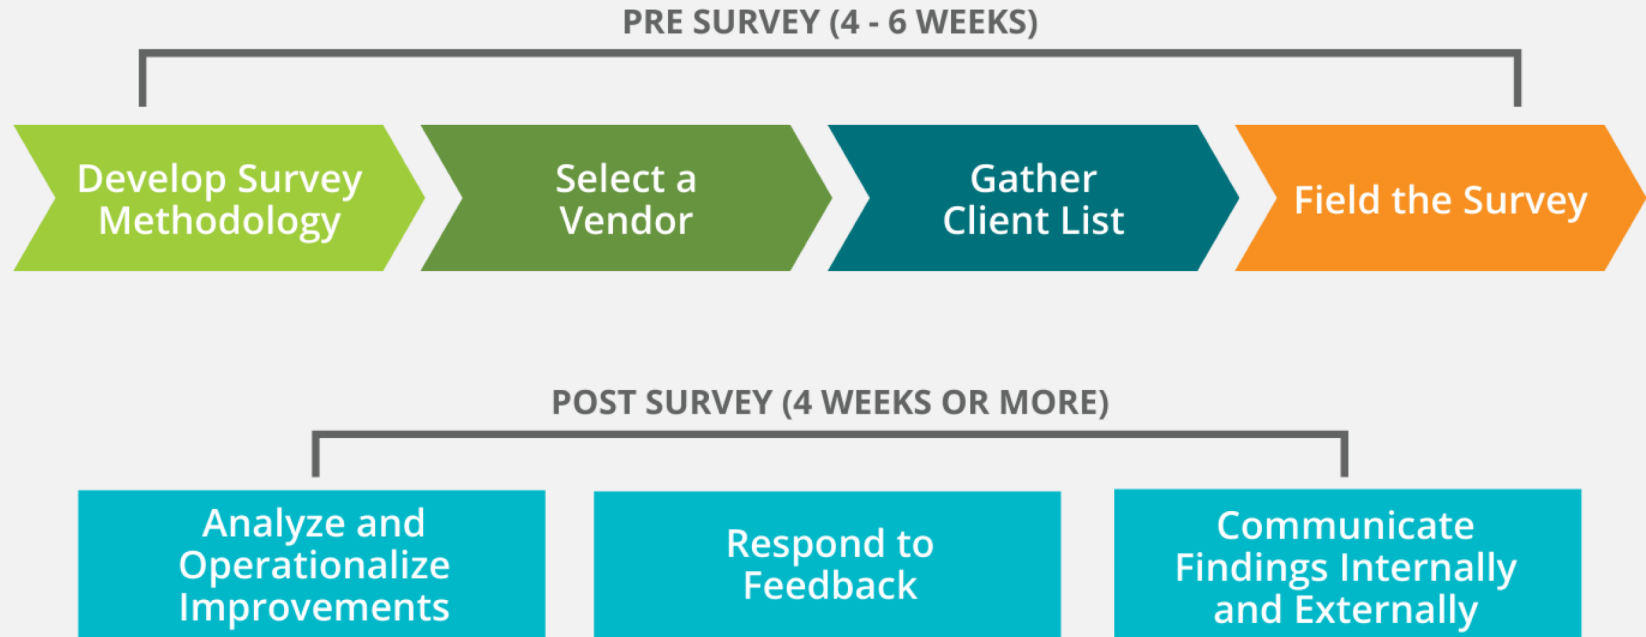 PRE SURVEY (4 - 6 WEEKS)
Develop Survey
Methodology
Select a
Vendor
Gather
Client List
Field the Survey
POST SURVEY (4 WEEKS OR MORE)
Analyze and
Operationalize
Improvements
Respond to
Feedback
Communicate
Findings Internally
and Externally